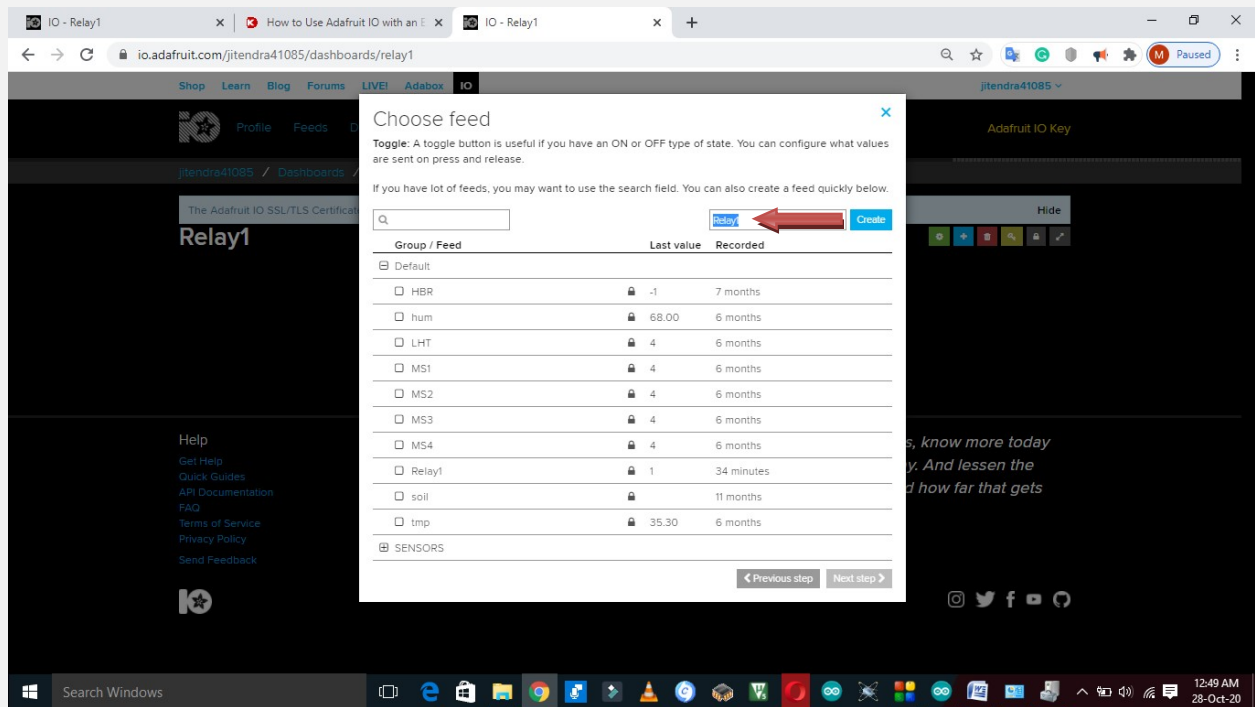 IO - Relay1
How to Use Adafruit IO with an E
IO - Relay1
io.adafruit.com/jitendra41085/dashboards/relay1
M Paused
Shop Learn Blog Forums LIVE! Adabox IO
jitendra41085
Profile Feeds D
Adafruit IO Key
jitendra41085 / Dashboards /
The Adafruit IO SSL/TLS Certificat
Hide
Relay1
Choose feed
Toggle: A toggle button is useful if you have an ON or OFF type of state. You can configure what values
are sent on press and release.
If you have lot of feeds, you may want to use the search field. You can also create a feed quickly below.
Relay1
Create
Group / Feed Last value Recorded
Default
HBR -1 7 months
hum 68.00 6 months
LHT 4 6 months
MS1 4 6 months
MS2 4 6 months
MS3 4 6 months
MS4 4 6 months
Relay1 1 34 minutes
soil 11 months
tmp 35.30 6 months
SENSORS
Previous step Next step
Help
Get Help
Quick Guides
API Documentation
FAQ
Terms of Service
Privacy Policy
Send Feedback
s, know more today
y. And lessen the
d how far that gets
Search Windows
12:49 AM
28-Oct-20